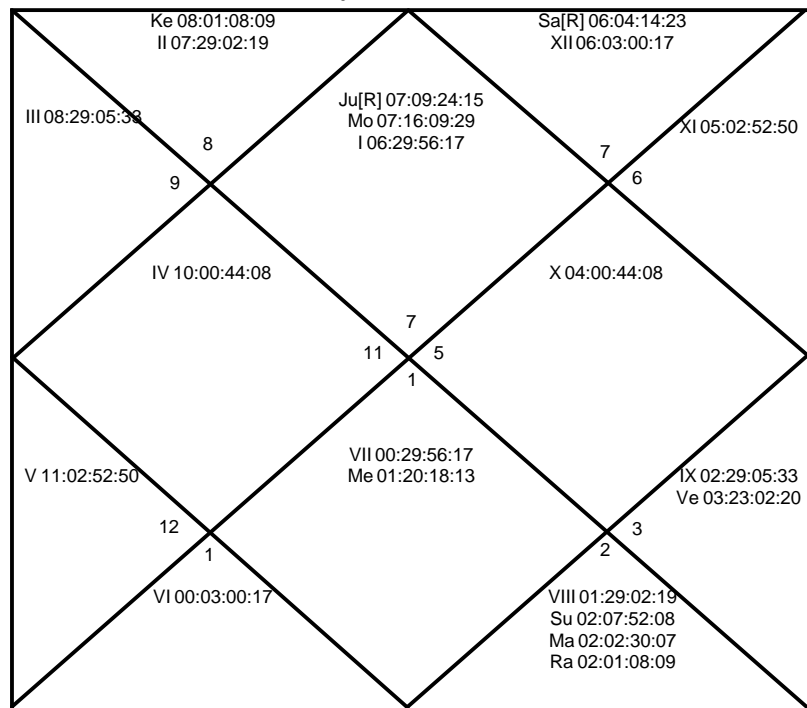 Ke 08:01:08:09
II 07:29:02:19
Sa[R] 06:04:14:23
XII 06:03:00:17
Ju[R] 07:09:24:15
Mo 07:16:09:29
I 06:29:56:17
III 08:29:05:33
XI 05:02:52:50
8
7
9
6
IV 10:00:44:08
X 04:00:44:08
7
11
5
1
VII 00:29:56:17
Me 01:20:18:13
V 11:02:52:50
IX 02:29:05:33
Ve 03:23:02:20
12
3
1
2
VI 00:03:00:17
VIII 01:29:02:19
Su 02:07:52:08
Ma 02:02:30:07
Ra 02:01:08:09